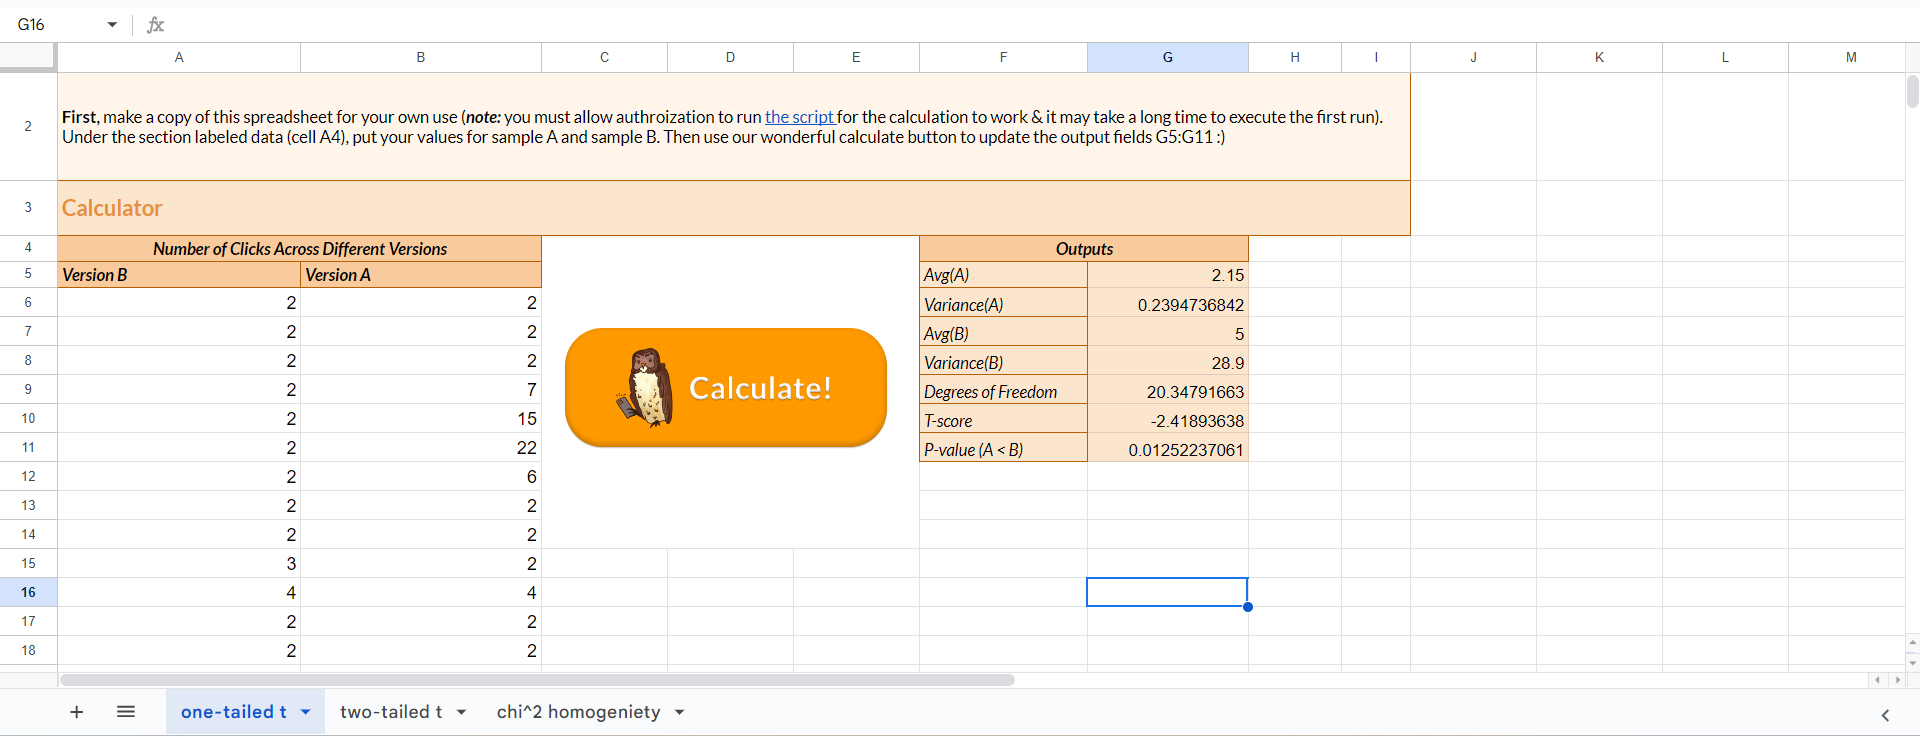 G16 fx
A B C D E F G H I J K L M
2 First, make a copy of this spreadsheet for your own use (note: you must allow authroization to run the script for the calculation to work & it may take a long time to execute the first run).
Under the section labeled data (cell A4), put your values for sample A and sample B. Then use our wonderful calculate button to update the output fields G5:G11 :)
3 Calculator
4 Number of Clicks Across Different Versions Outputs
5 Version B Version A Avg(A) 2.15
6 2 2 Variance(A) 0.2394736842
7 2 2 Avg(B) 5
8 2 2 Variance(B) 28.9
9 2 7 Calculate! Degrees of Freedom 20.34791663
10 2 15 T-score -2.41893638
11 2 22 P-value (A < B) 0.01252237061
12 2 6
13 2 2
14 2 2
15 3 2
16 4 4
17 2 2
18 2 2
one-tailed t two-tailed t chi^2 homogeniety